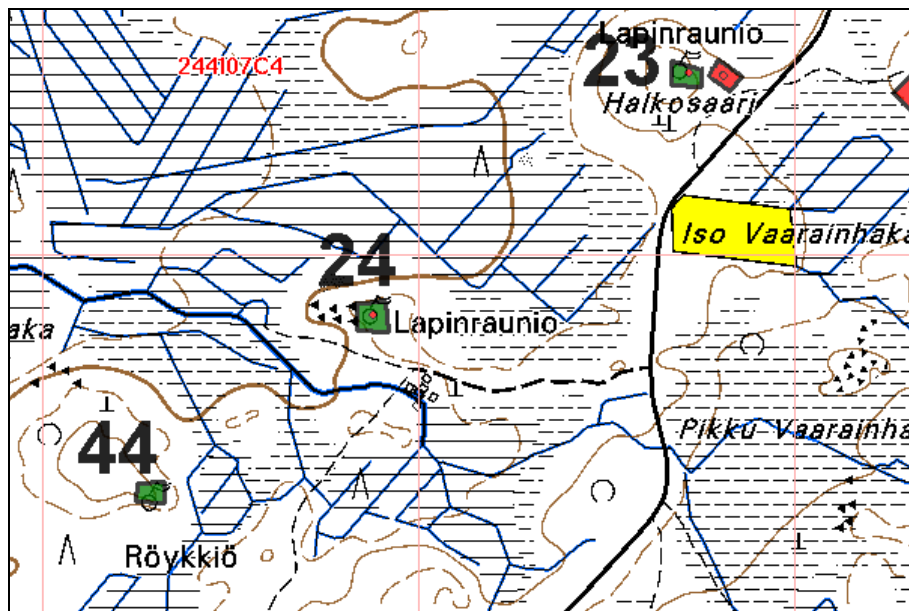 Lapinraunio
244107C4
23
Halkosaari
Iso Vaarainhaka
24
Lapinraunio
aka
Pikku Vaarainha
44
Röykkiö